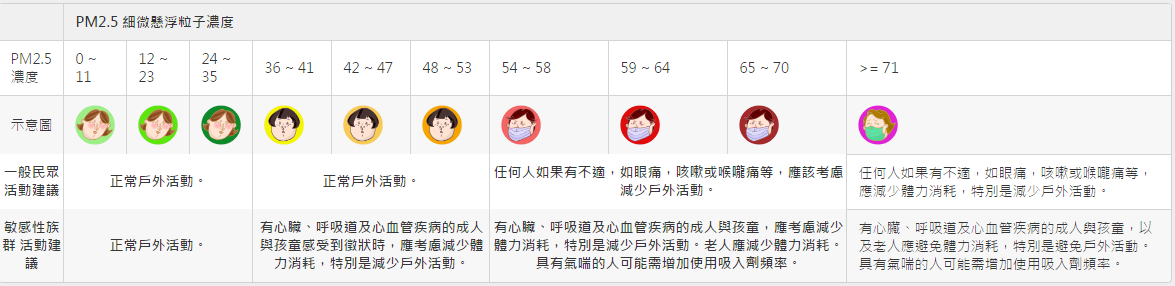 PM2.5 細微懸浮粒子濃度
PM2.5
濃度
0 ~
11
12 ~
23
24 ~
35
36 ~ 41
42 ~ 47
48 ~ 53
54 ~ 58
59 ~ 64
65 ~ 70
>= 71
示意圖
一般民眾
活動建議
正常戶外活動。
正常戶外活動。
任何人如果有不適，如眼痛，咳嗽或喉嚨痛等，應該考慮
減少戶外活動。
任何人如果有不適，如眼痛，咳嗽或喉嚨痛等，
應減少體力消耗，特別是減少戶外活動。
敏感性族
群 活動建
議
正常戶外活動。
有心臟、呼吸道及心血管疾病的成人
與孩童感受到徵狀時，應考慮減少體
力消耗，特別是減少戶外活動。
有心臟、呼吸道及心血管疾病的成人與孩童，應考慮減少
體力消耗，特別是減少戶外活動。老人應減少戶外活動。
具有氣喘的人可能需增加使用吸入劑頻率。
有心臟、呼吸道及心血管疾病的成人與孩童，以
及老人應避免體力消耗，特別是避免戶外活動。
具有氣喘的人可能需增加使用吸入劑頻率。